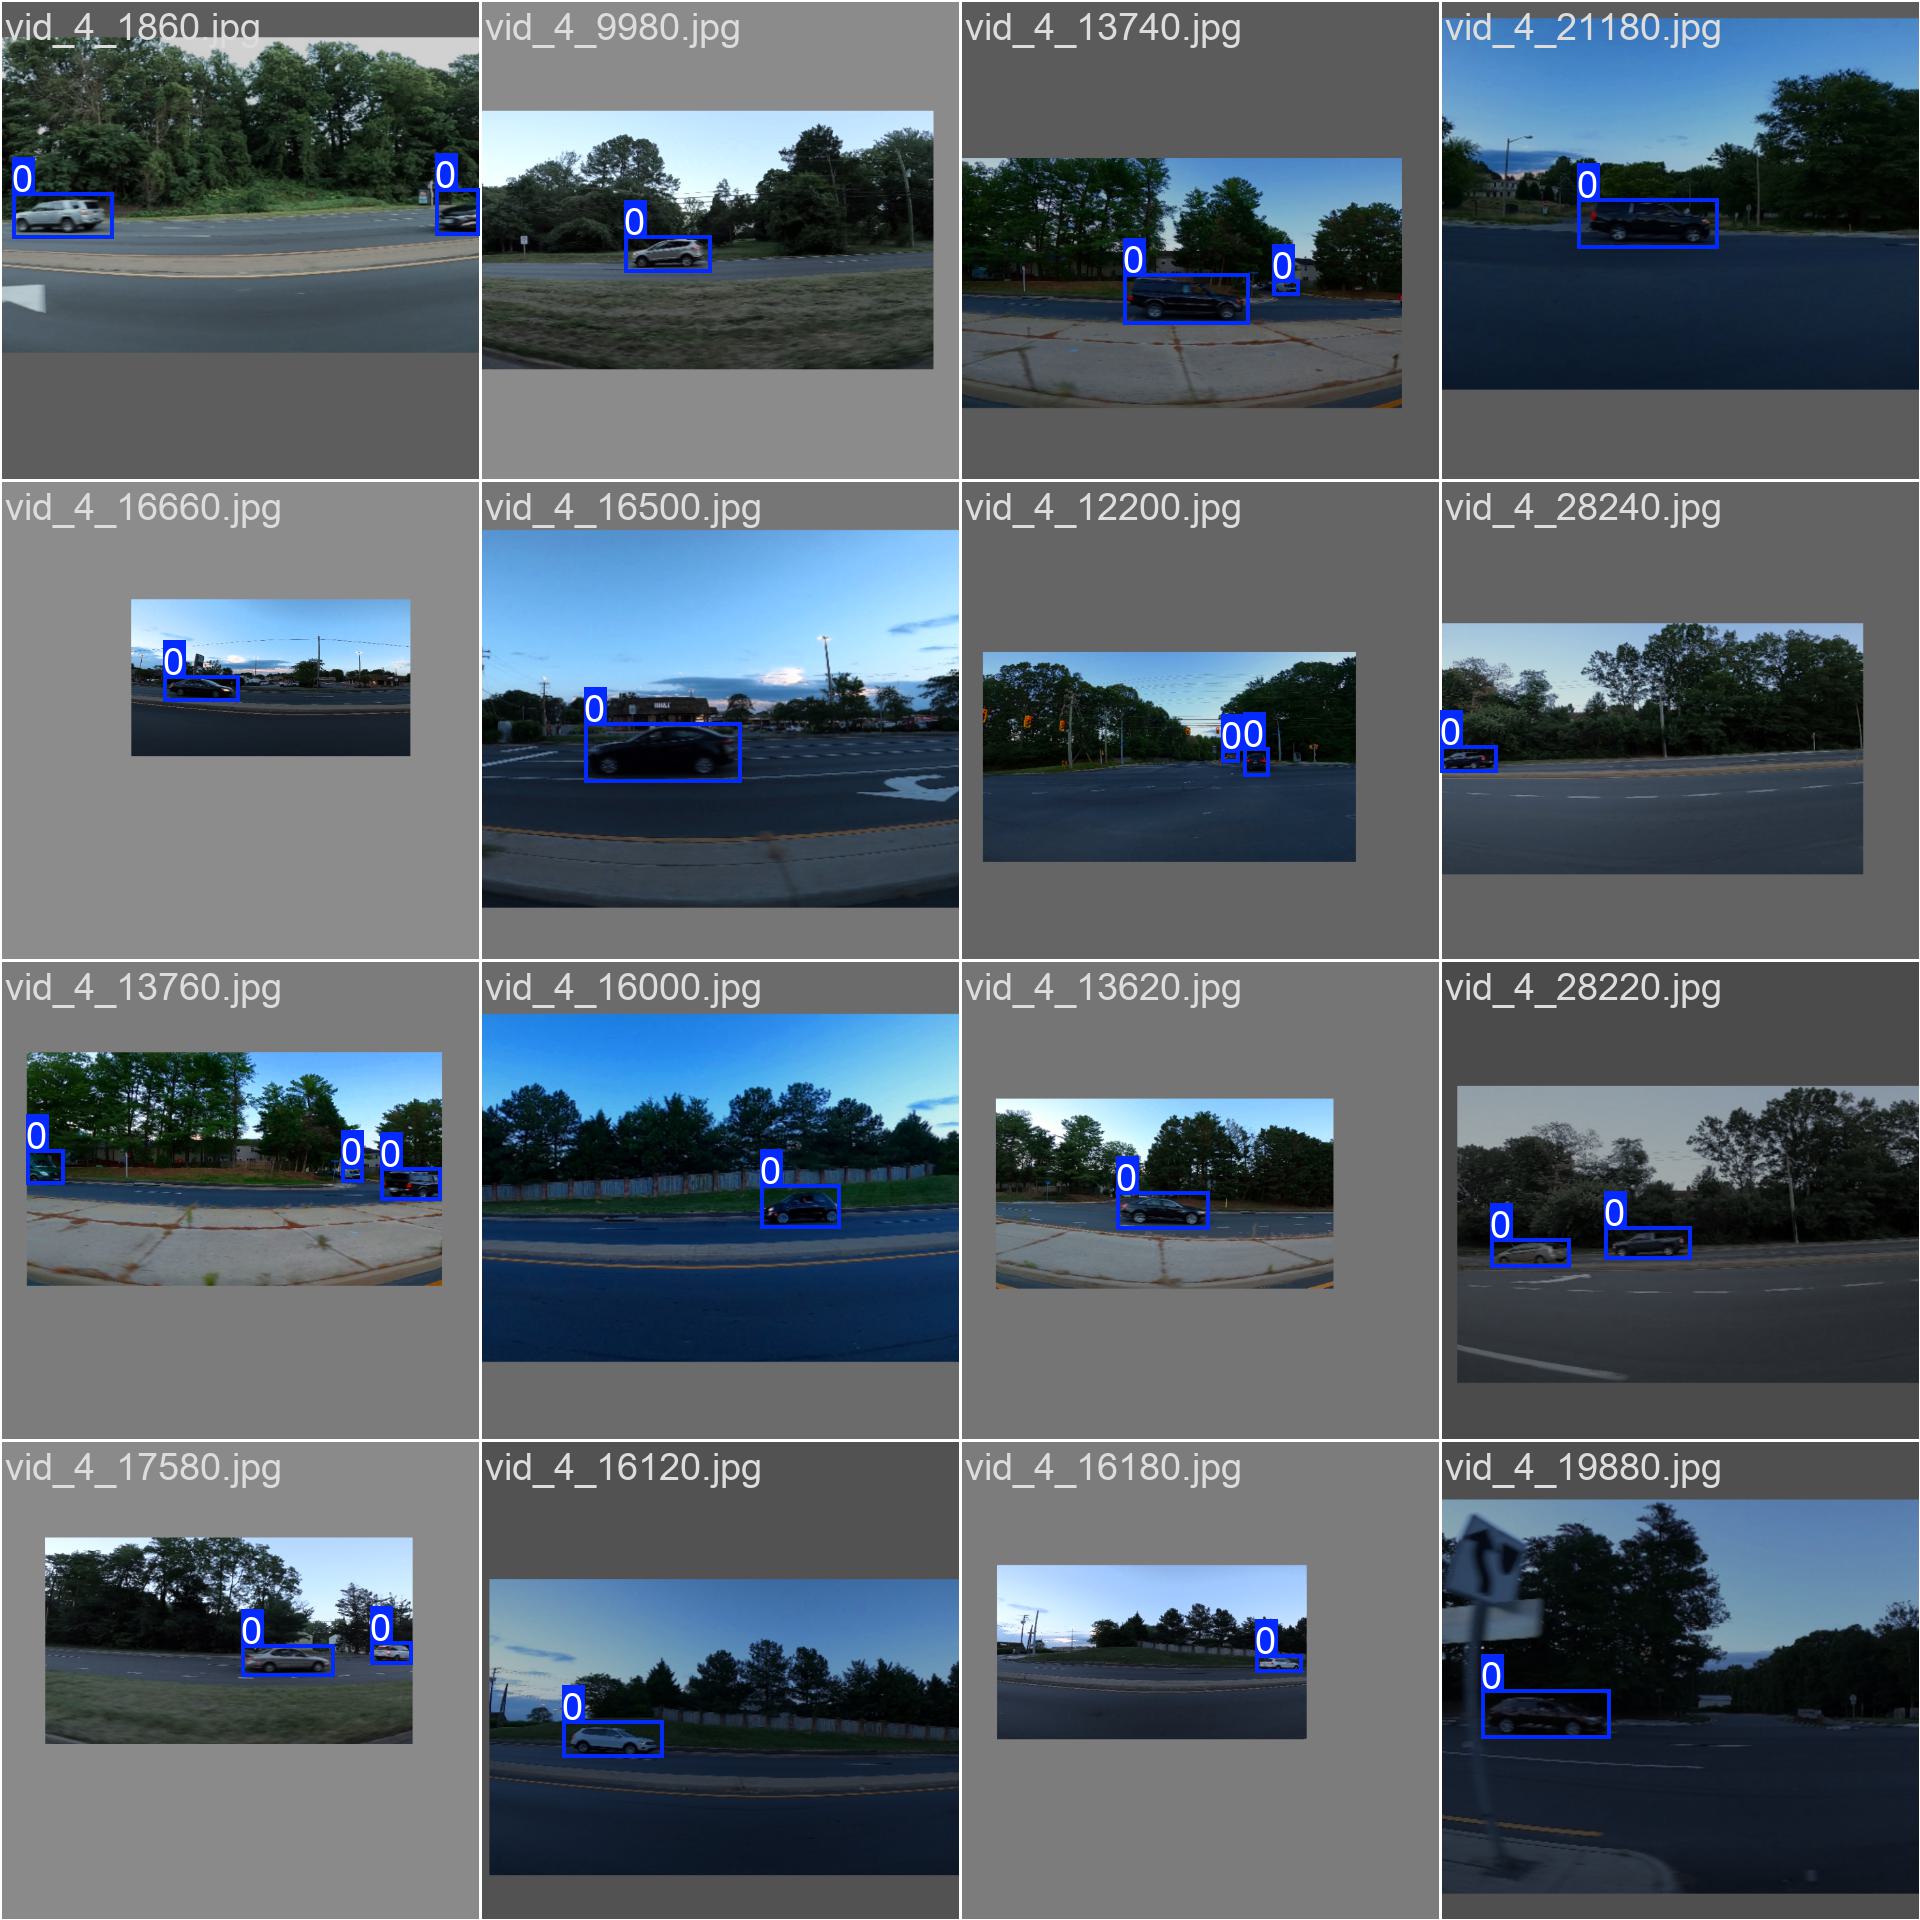 vid_4_1860.jpg
vid_4_9980.jpg
vid_4_13740.jpg
vid_4_21180.jpg
0
0
0
0
0
0
vid_4_16660.jpg
vid_4_16500.jpg
vid_4_12200.jpg
vid_4_28240.jpg
0
0
0
0
0
vid_4_13760.jpg
vid_4_16000.jpg
vid_4_13620.jpg
vid_4_28220.jpg
0
0
0
0
0
0
0
vid_4_17580.jpg
vid_4_16120.jpg
vid_4_16180.jpg
vid_4_19880.jpg
0
0
0
0
0